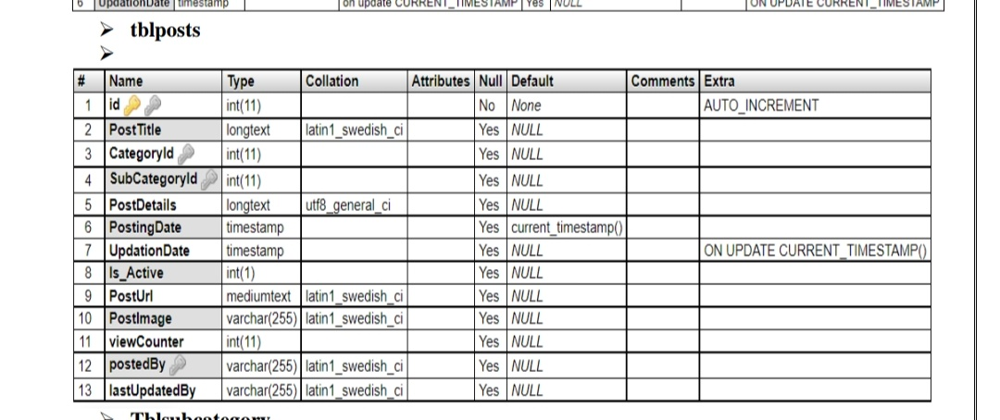 6 UpdationDate timestamp on update CURRENT_TIMESTAMP Yes NULL ON UPDATE CURRENT_TIMESTAMP
➢ tblposts
➢
# Name Type Collation Attributes Null Default Comments Extra
1 id int(11) No None AUTO_INCREMENT
2 PostTitle longtext latin1_swedish_ci Yes NULL
3 CategoryId int(11) Yes NULL
4 SubCategoryId int(11) Yes NULL
5 PostDetails longtext utf8_general_ci Yes NULL
6 PostingDate timestamp Yes current_timestamp()
7 UpdationDate timestamp Yes NULL ON UPDATE CURRENT_TIMESTAMP()
8 Is_Active int(1) Yes NULL
9 PostUrl mediumtext latin1_swedish_ci Yes NULL
10 PostImage varchar(255) latin1_swedish_ci Yes NULL
11 viewCounter int(11) Yes NULL
12 postedBy varchar(255) latin1_swedish_ci Yes NULL
13 lastUpdatedBy varchar(255) latin1_swedish_ci Yes NULL
➢ Tblsubcategory